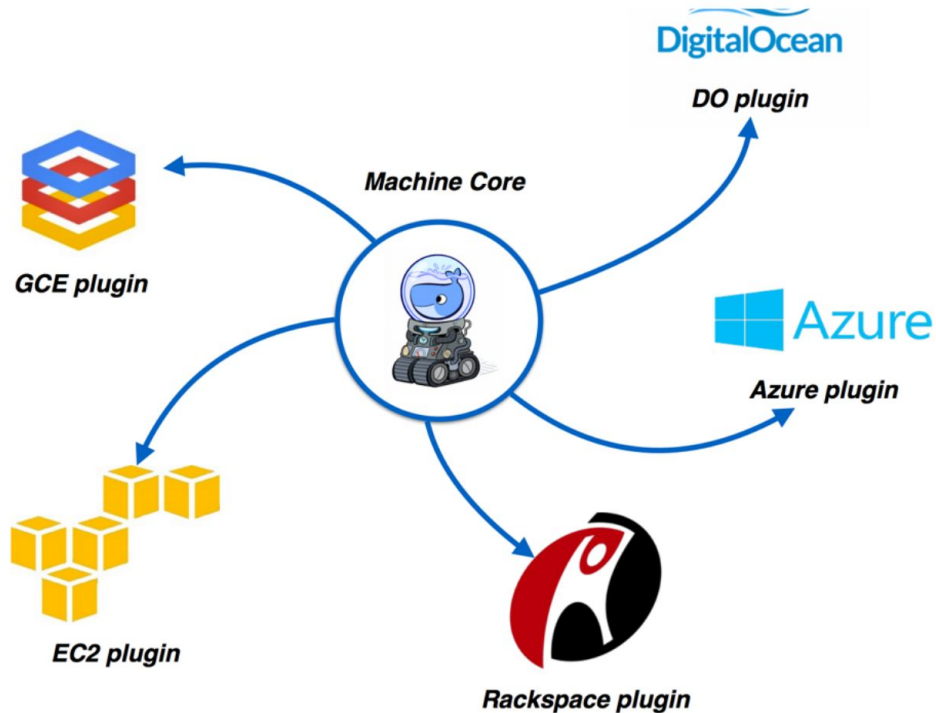 DigitalOcean
DO plugin
Machine Core
GCE plugin
Azure
Azure plugin
EC2 plugin
Rackspace plugin